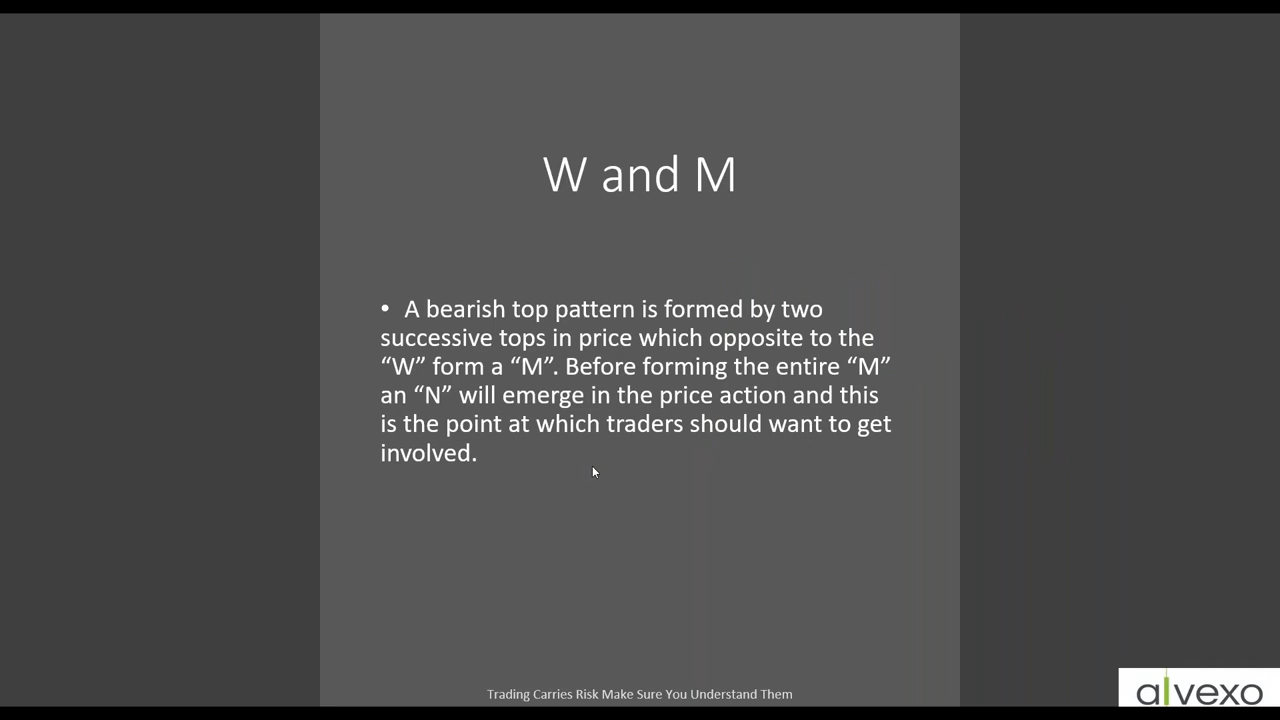 W and M
• A bearish top pattern is formed by two
successive tops in price which opposite to the
“W” form a “M”. Before forming the entire “M”
an “N” will emerge in the price action and this
is the point at which traders should want to get
involved.
Trading Carries Risk Make Sure You Understand Them
alvexo